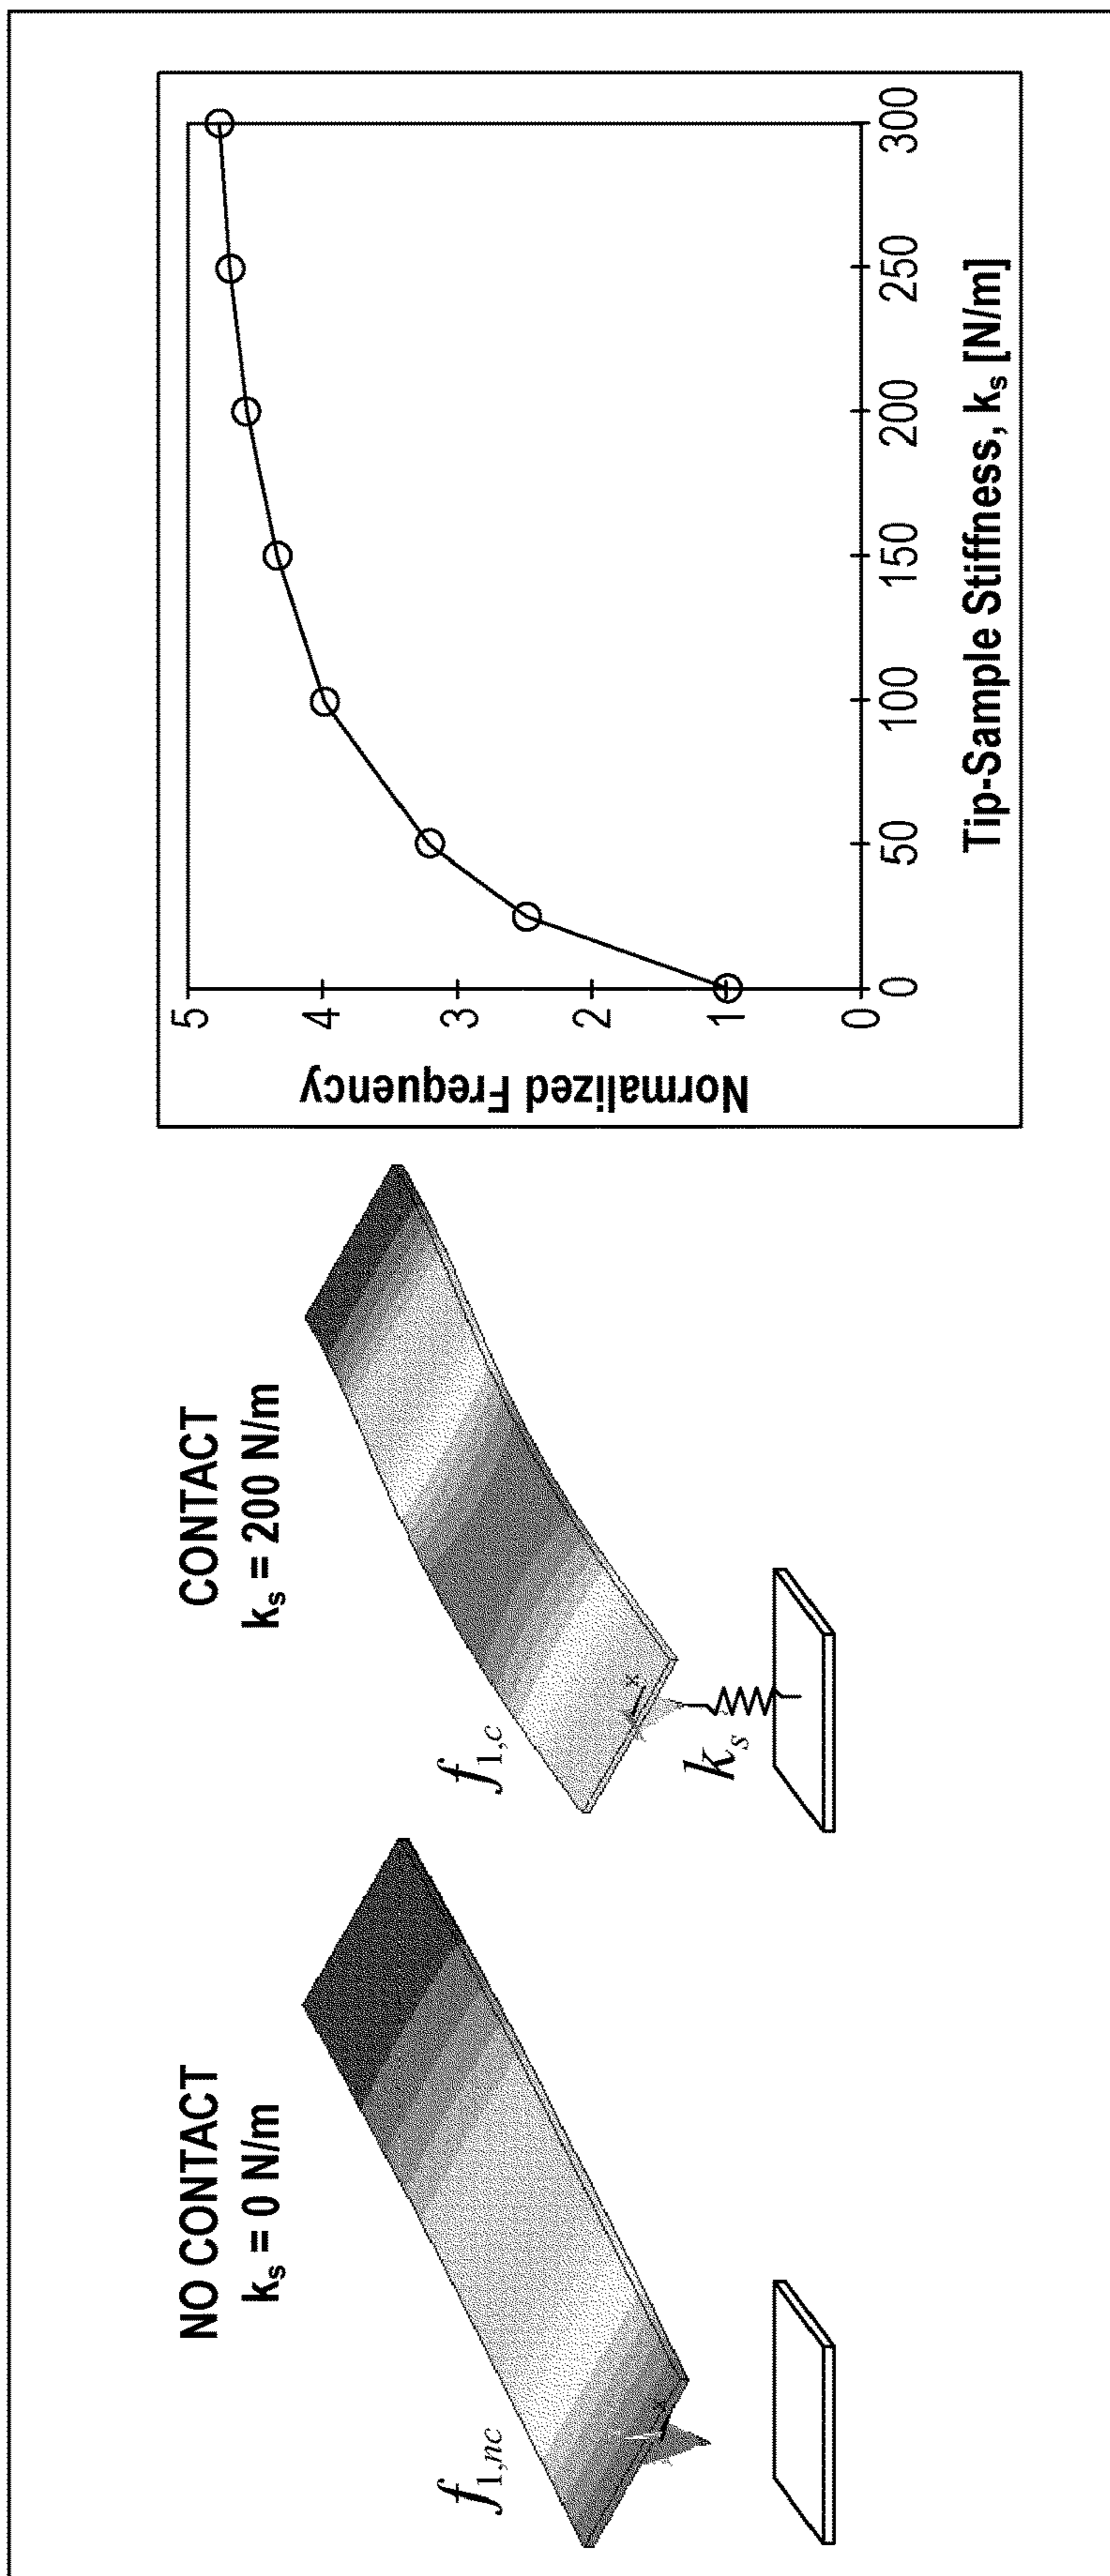 NO CONTACT
kₛ = 0 N/m
f₁,nc
x
CONTACT
kₛ = 200 N/m
f₁,c
x
kₛ
Normalized Frequency
5
4
3
2
1
0
0
50
100
150
200
250
300
Tip-Sample Stiffness, kₛ [N/m]